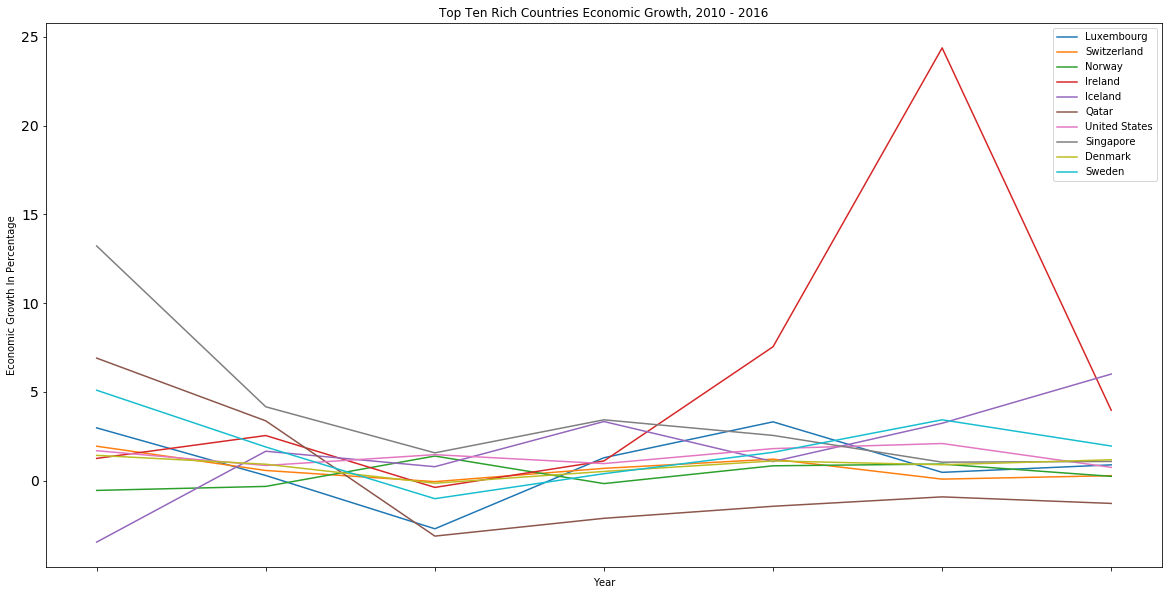 Top Ten Rich Countries Economic Growth, 2010 - 2016
Economic Growth In Percentage
25
20
15
10
5
0
Year
Luxembourg
Switzerland
Norway
Ireland
Iceland
Qatar
United States
Singapore
Denmark
Sweden